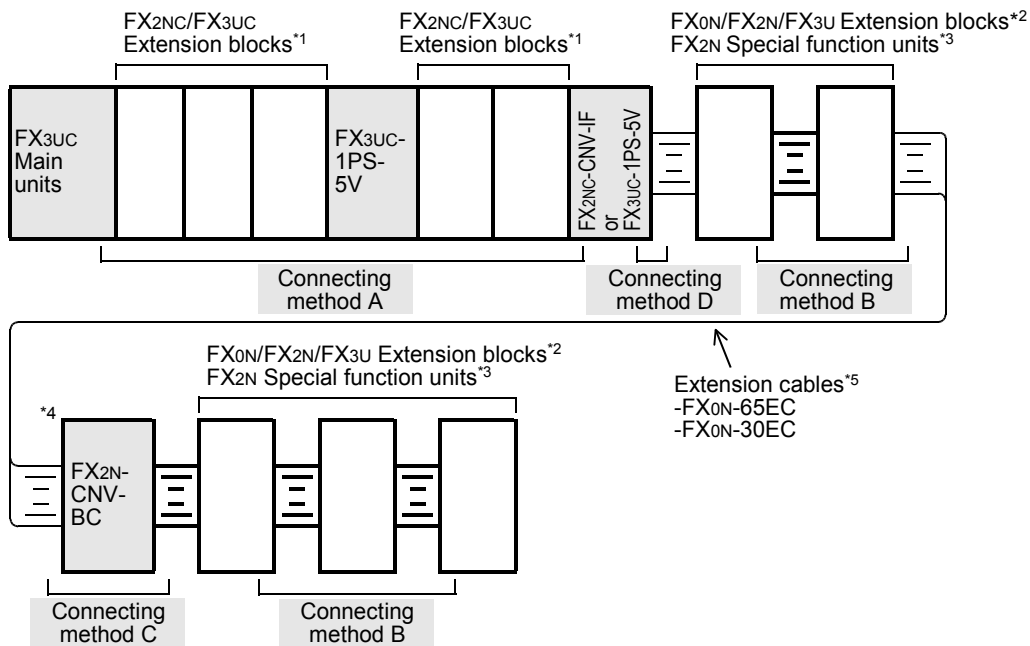 FX2NC/FX3UC
Extension blocks*1
FX2NC/FX3UC
Extension blocks*1
FX0N/FX2N/FX3U Extension blocks*2
FX2N Special function units*3
FX3UC
Main
units
FX3UC-
1PS-
5V
FX2NC-CNV-IF
or
FX3UC-1PS-5V
Connecting
method A
Connecting
method D
Connecting
method B
FX0N/FX2N/FX3U Extension blocks*2
FX2N Special function units*3
Extension cables*5
-FX0N-65EC
-FX0N-30EC
*4
FX2N-
CNV-
BC
Connecting
method C
Connecting
method B